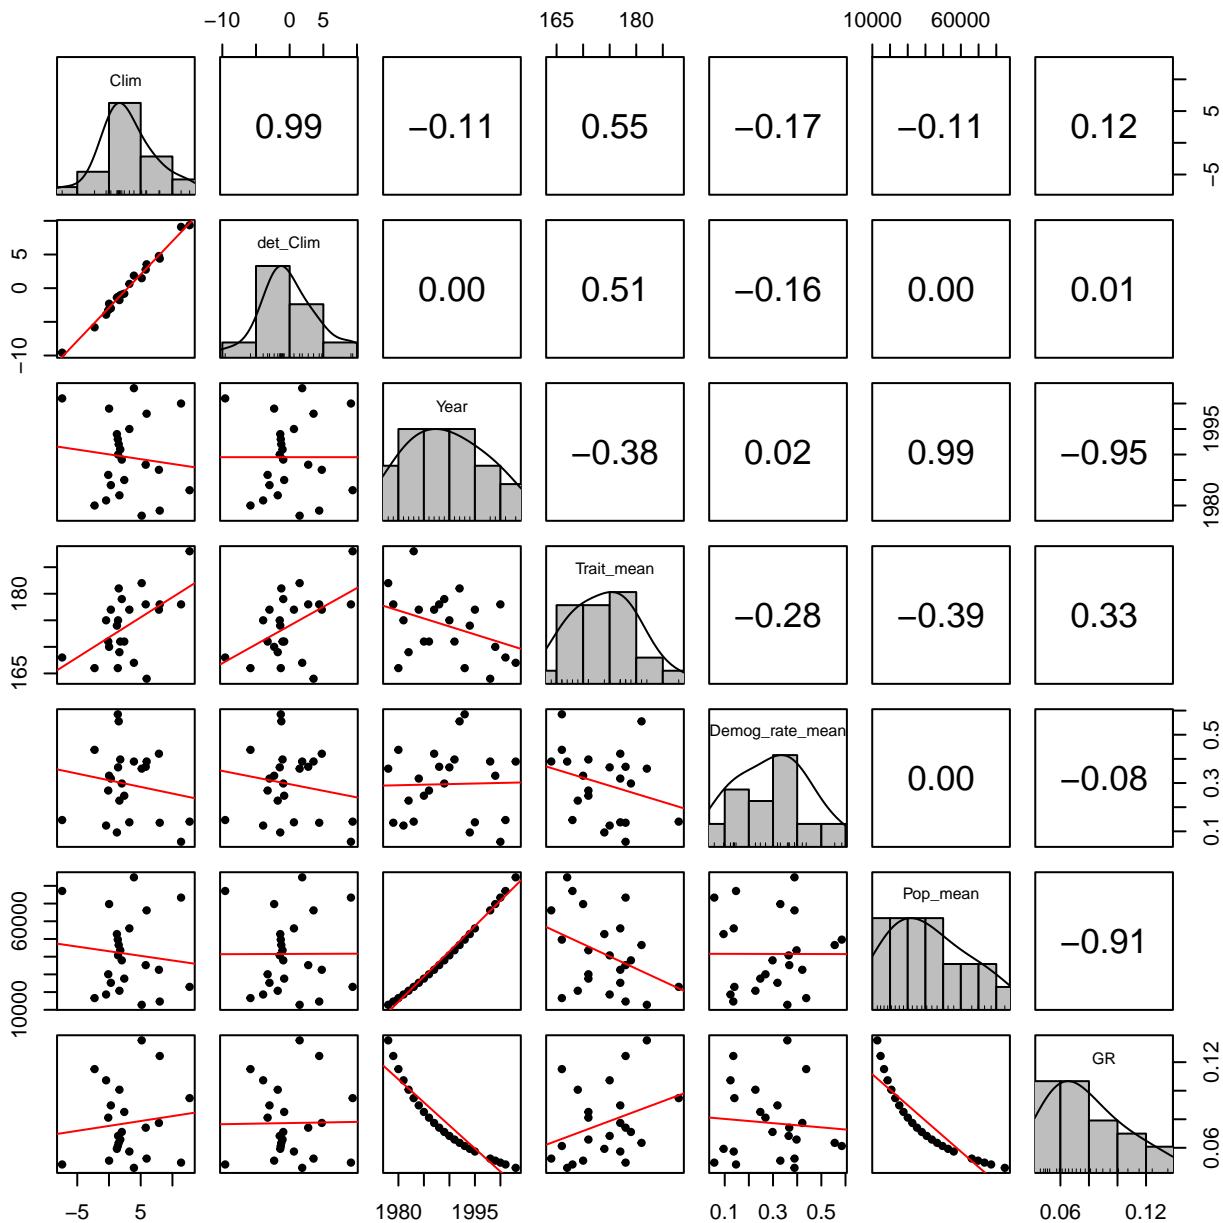 −10 0 5 165 180 10000 60000
Clim 0.99 −0.11 0.55 −0.17 −0.11 0.12 −5 5
−10 0 5 det_Clim 0.00 0.51 −0.16 0.00 0.01
Year −0.38 0.02 0.99 −0.95 1980 1995
165 180 Trait_mean −0.28 −0.39 0.33
Demog_rate_mean 0.00 −0.08 0.1 0.3 0.5
10000 60000 Pop_mean −0.91
GR 0.06 0.12
−5 5 1980 1995 0.1 0.3 0.5 0.06 0.12